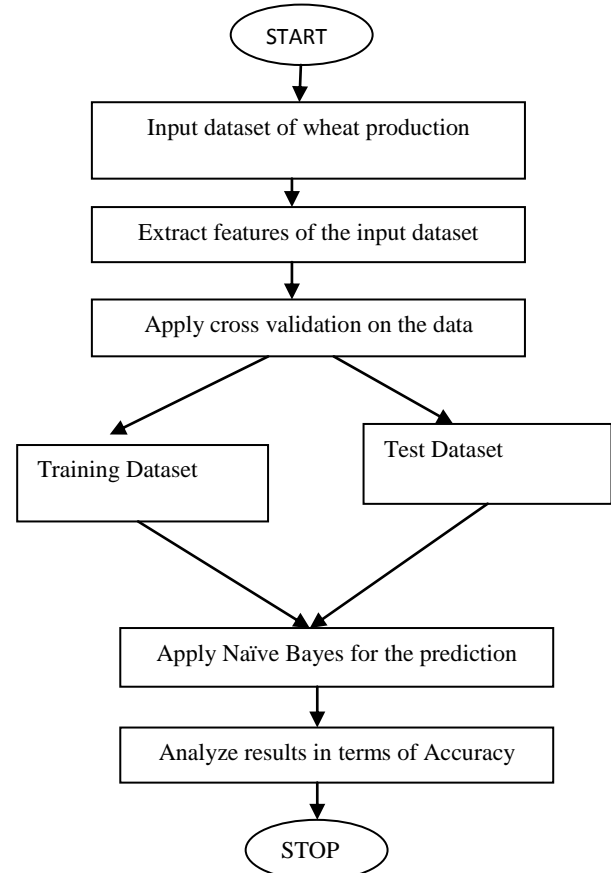 START
Input dataset of wheat production
Extract features of the input dataset
Apply cross validation on the data
Training Dataset
Test Dataset
Apply Naïve Bayes for the prediction
Analyze results in terms of Accuracy
STOP